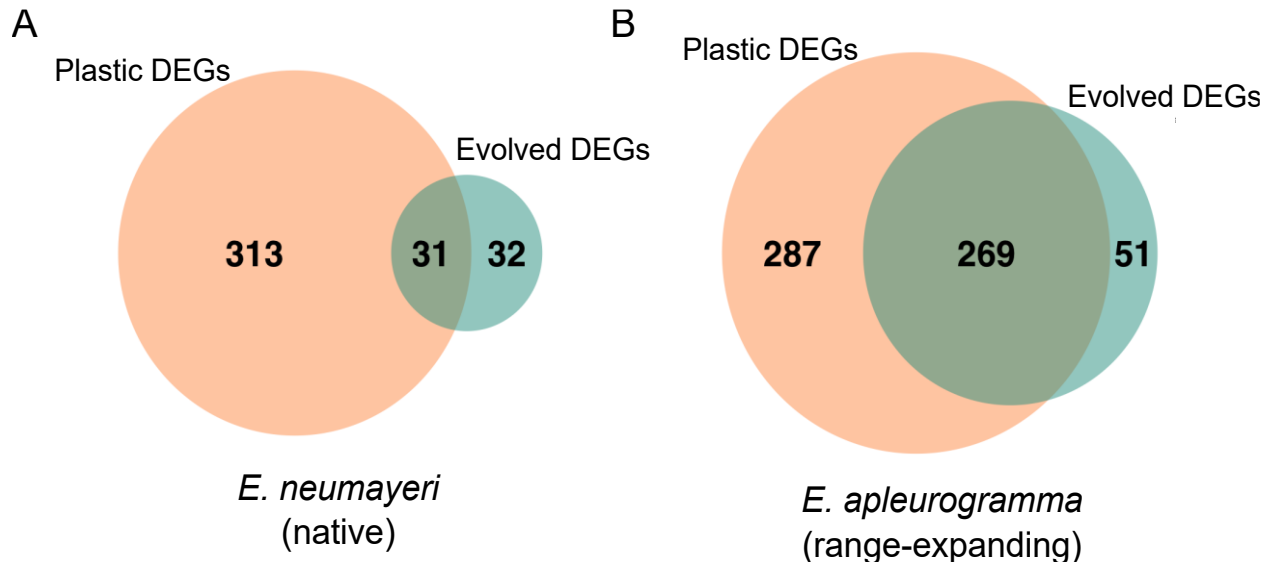 A
Plastic DEGs
Evolved DEGs
313
31
32
E. neumayeri
(native)
B
Plastic DEGs
Evolved DEGs
287
269
51
E. apleurogramma
(range-expanding)